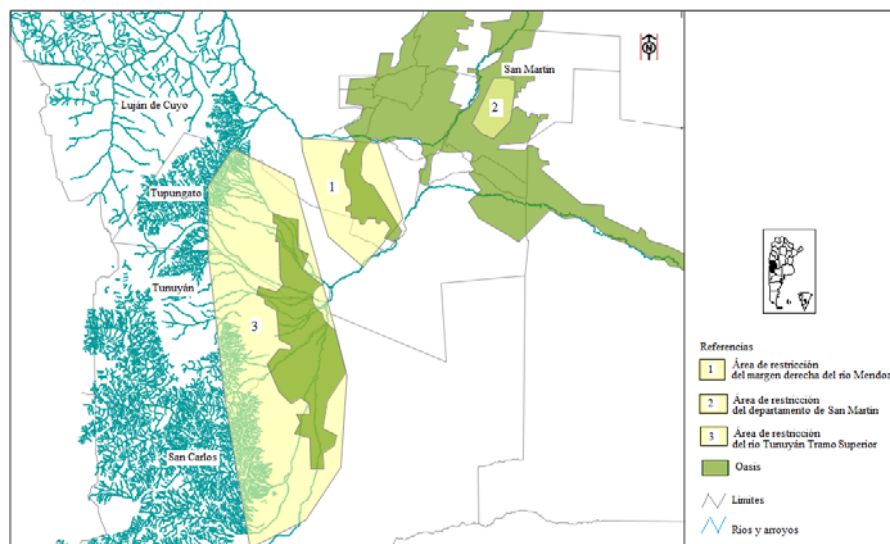 N
San Martín
Luján de Cuyo
2
Tupungato
1
Tunuyán
3
San Carlos
Referencias
1 Área de restricción
del margen derecha del río Mendoza
2 Área de restricción
del departamento de San Martín
3 Área de restricción
del río Tunuyán Tramo Superior
Oasis
Límites
Ríos y arroyos